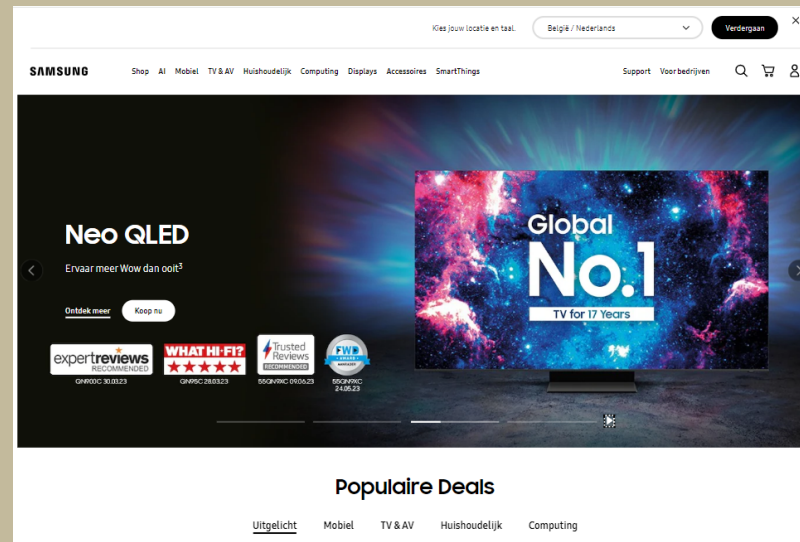 Kies jouw locatie en taal.
België / Nederlands
Verdergaan
SAMSUNG
Shop AI Mobiel TV & AV Huishoudelijk Computing Displays Accessoires SmartThings
Support Voor bedrijven
Neo QLED
Ervaar meer Wow dan ooit³
Ontdek meer
Koop nu
Global
No.1
TV for 17 Years
expertreviews
RECOMMENDED
QN900C 30.03.23
WHAT HI-FI?
QN95C 28.03.23
Trusted
Reviews
RECOMMENDED
55QN9XC 09.06.23
FWD
AWARD
55QN9XC
24.05.23
Populaire Deals
Uitgelicht Mobiel TV & AV Huishoudelijk Computing